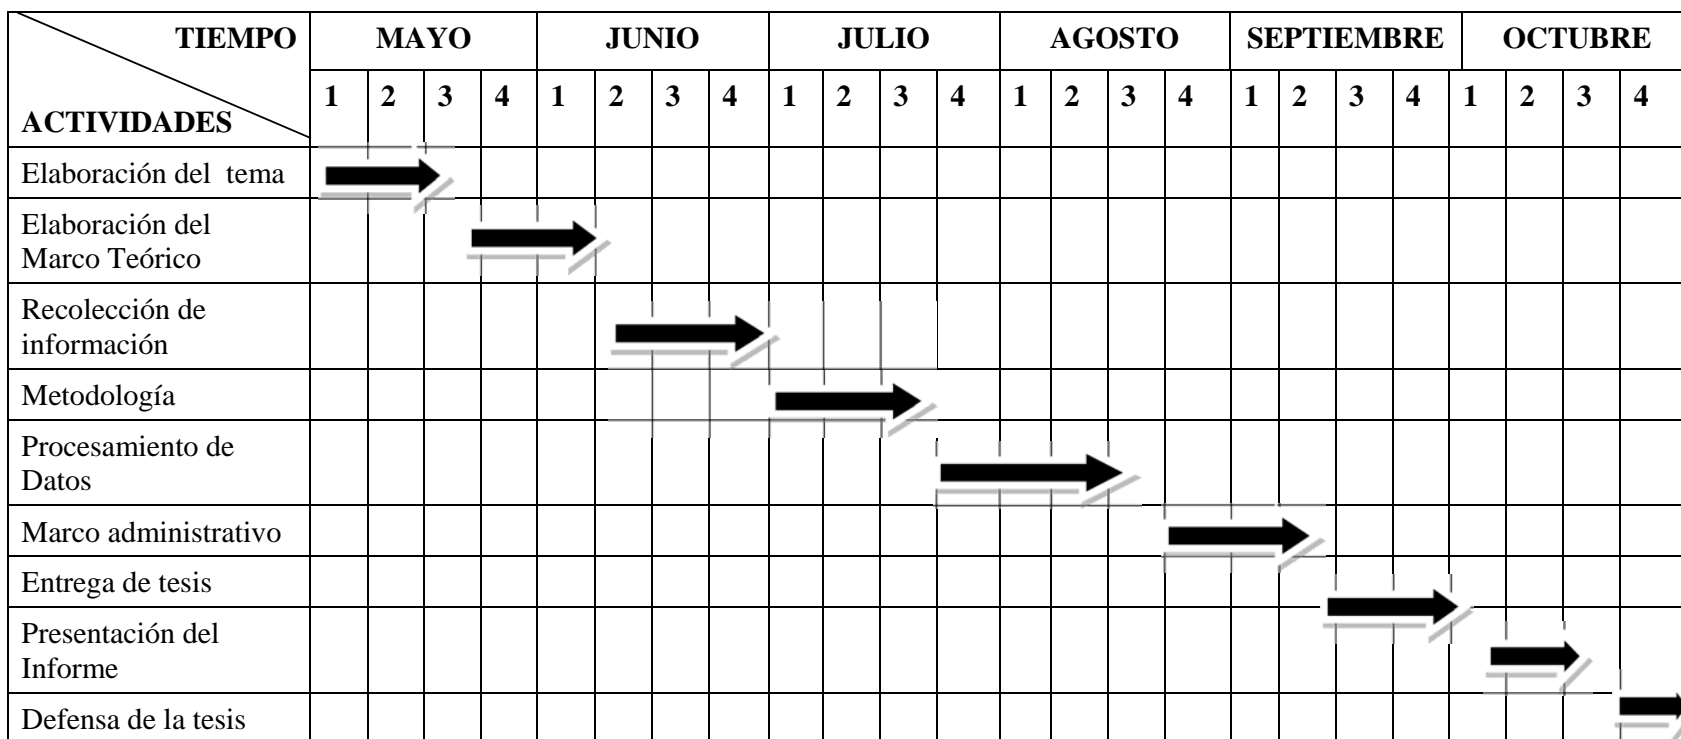 TIEMPO MAYO JUNIO JULIO AGOSTO SEPTIEMBRE OCTUBRE
ACTIVIDADES 1 2 3 4 1 2 3 4 1 2 3 4 1 2 3 4 1 2 3 4 1 2 3 4
Elaboración del tema
Elaboración del
Marco Teórico
Recolección de
información
Metodología
Procesamiento de
Datos
Marco administrativo
Entrega de tesis
Presentación del
Informe
Defensa de la tesis